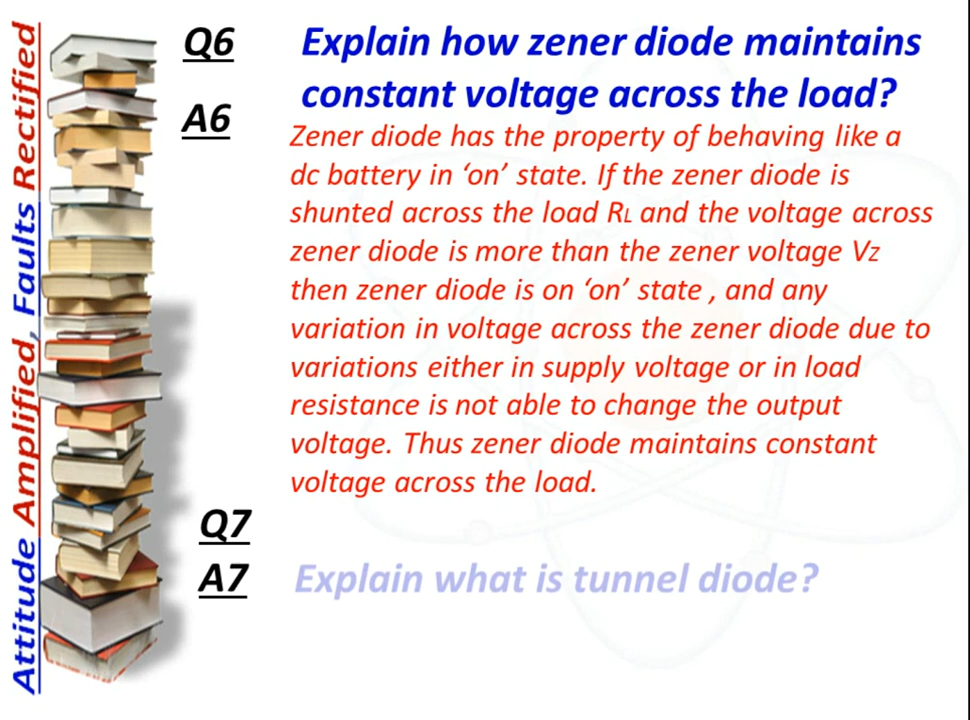 Attitude Amplified, Faults Rectified
Q6
Explain how zener diode maintains
constant voltage across the load?
A6
Zener diode has the property of behaving like a
dc battery in ‘on’ state. If the zener diode is
shunted across the load RL and the voltage across
zener diode is more than the zener voltage Vz
then zener diode is on ‘on’ state , and any
variation in voltage across the zener diode due to
variations either in supply voltage or in load
resistance is not able to change the output
voltage. Thus zener diode maintains constant
voltage across the load.
Q7
A7
Explain what is tunnel diode?